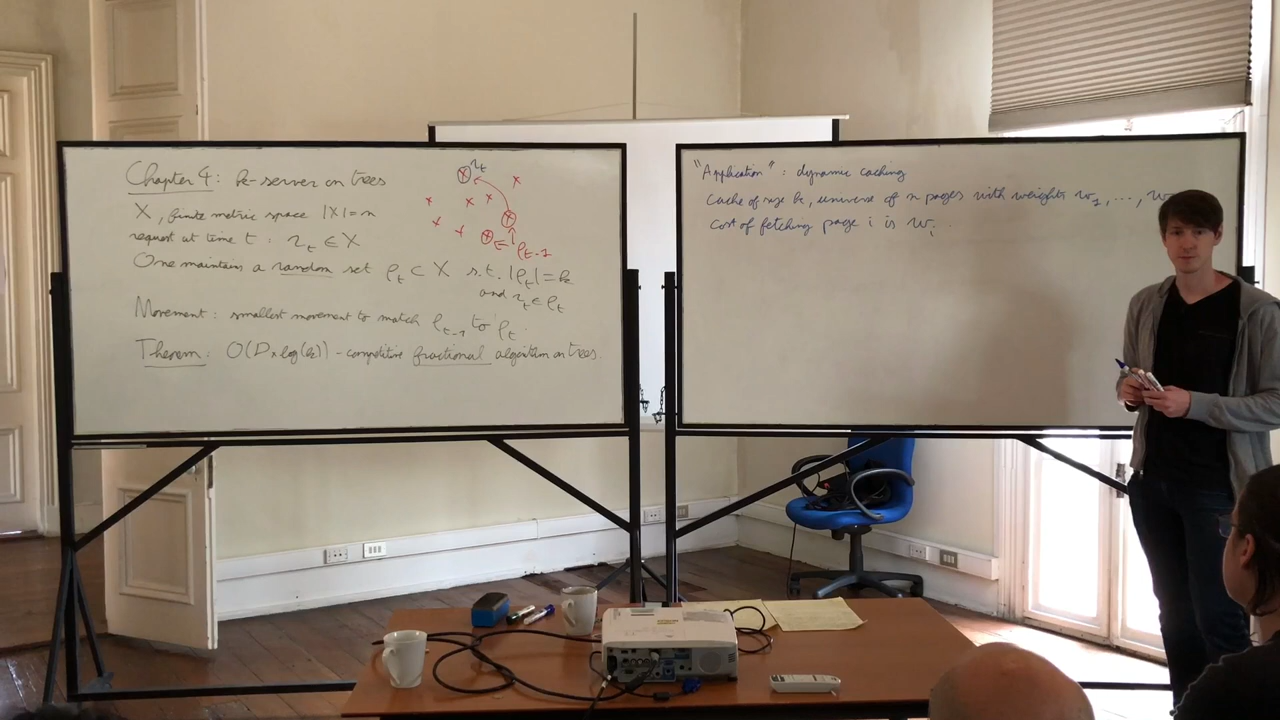 Chapter 4: k-server on trees
X, finite metric space |X|=n
request at time t: r_t ∈ X
One maintains a random set ρ_t ⊂ X s.t. |ρ_t|=k
and r_t ∈ ρ_t
Movement: smallest movement to match ρ_{t-1} to ρ_t.
Theorem: O(D × log(k))-competitive fractional algorithm on trees.
r_t
ρ_{t-1}
"Application": dynamic caching
Cache of size k, universe of n pages with weights w_1, ..., w
Cost of fetching page i is w_i.